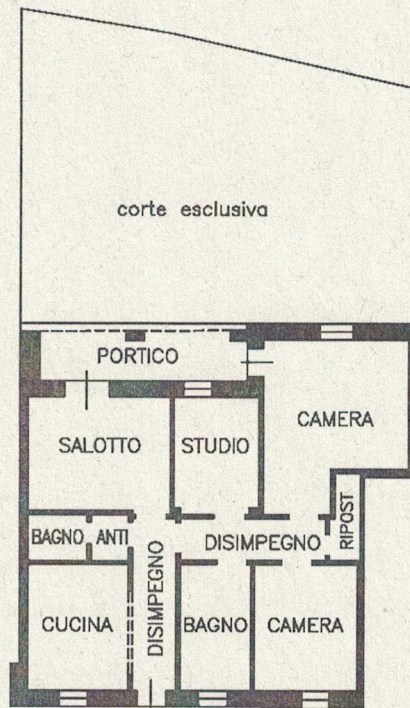 corte esclusiva
PORTICO
SALOTTO
STUDIO
CAMERA
BAGNO
ANTI
DISIMPEGNO
DISIMPEGNO
RIPOST
CUCINA
BAGNO
CAMERA